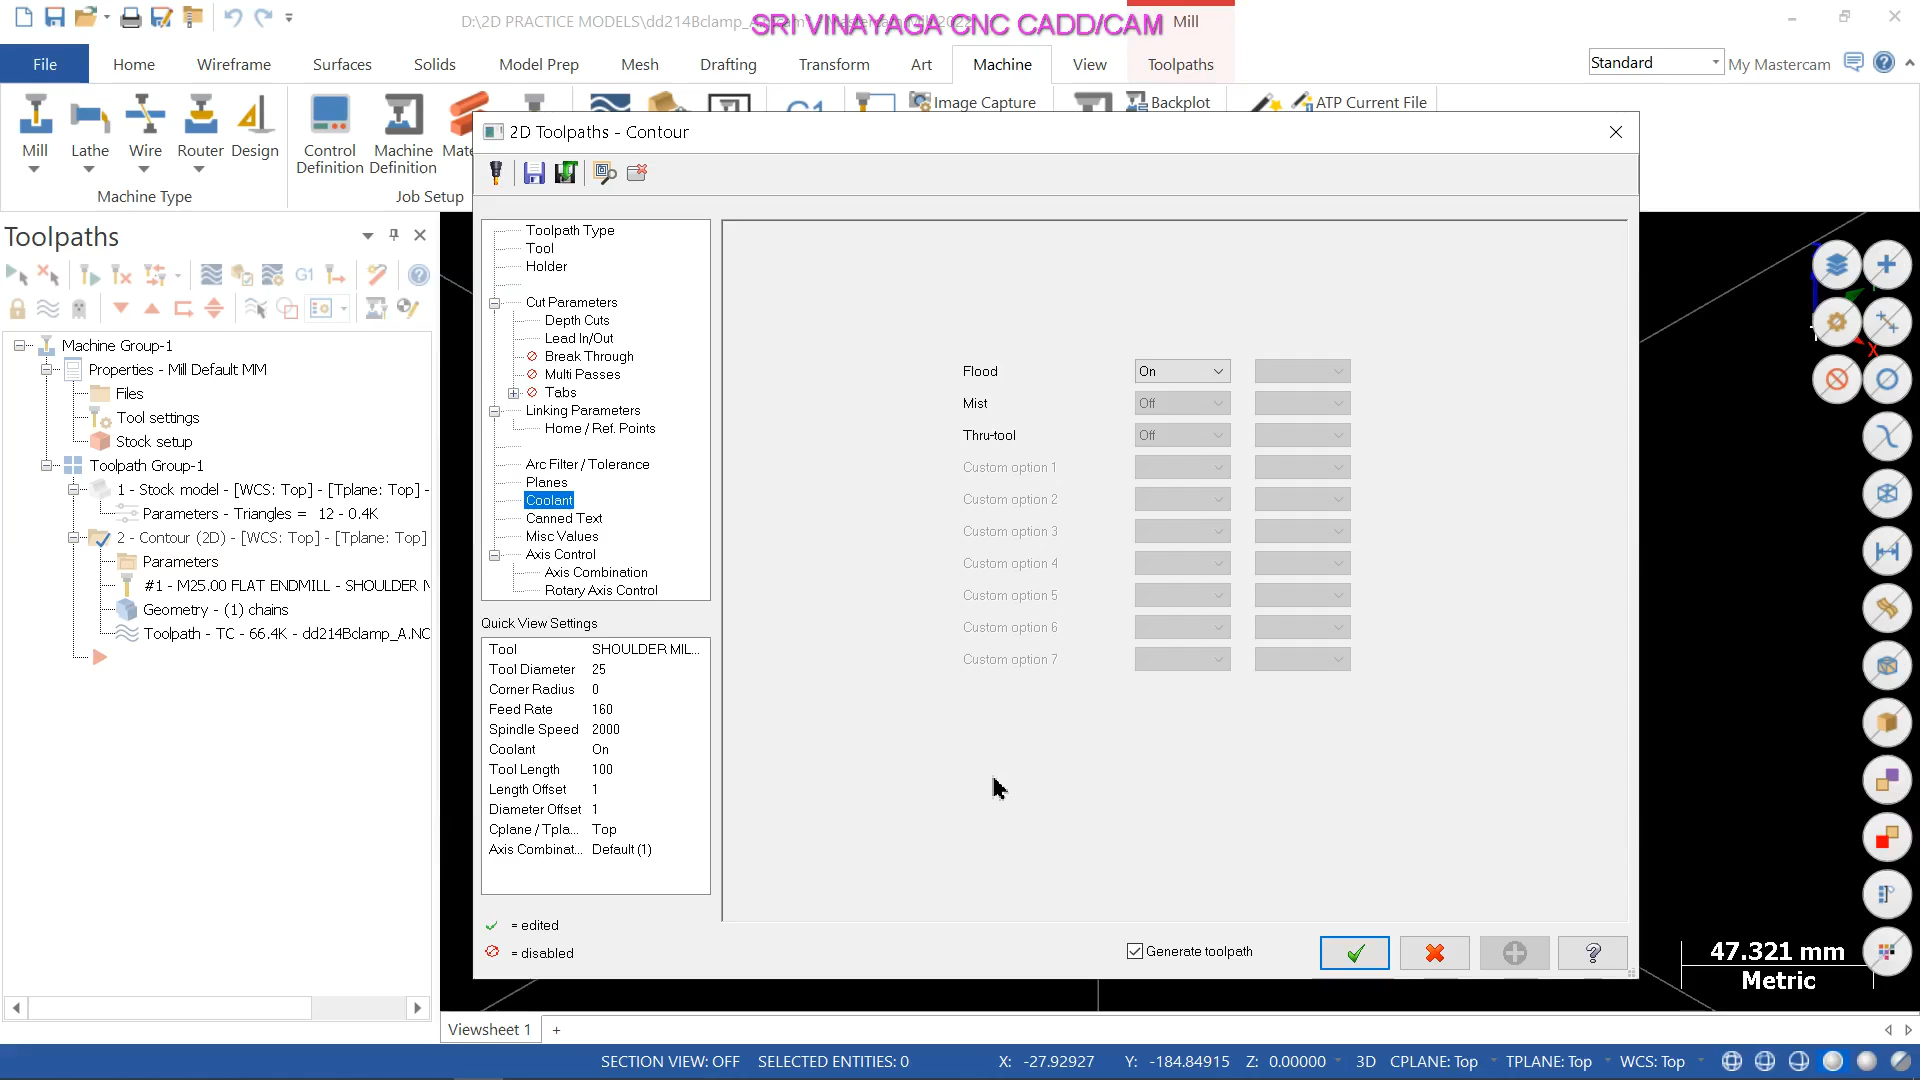 D:\2D PRACTICE MODELS\dd214Bclamp_
SRI VINAYAGA CNC CADD/CAM
Mill
File
Home
Wireframe
Surfaces
Solids
Model Prep
Mesh
Drafting
Transform
Art
Machine
View
Toolpaths
Standard
My Mastercam
Mill
Lathe
Wire
Router
Design
Machine Type
Control
Definition
Machine
Definition
Mate
Job Setup
G1
Image Capture
Backplot
ATP Current File
2D Toolpaths - Contour
Toolpaths
G1
Machine Group-1
Properties - Mill Default MM
Files
Tool settings
Stock setup
Toolpath Group-1
1 - Stock model - [WCS: Top] - [Tplane: Top] -
Parameters - Triangles = 12 - 0.4K
2 - Contour (2D) - [WCS: Top] - [Tplane: Top]
Parameters
#1 - M25.00 FLAT ENDMILL - SHOULDER M
Geometry - (1) chains
Toolpath - TC - 66.4K - dd214Bclamp_A.NC
Toolpath Type
Tool
Holder
Cut Parameters
Depth Cuts
Lead In/Out
Break Through
Multi Passes
Tabs
Linking Parameters
Home / Ref. Points
Arc Filter / Tolerance
Planes
Coolant
Canned Text
Misc Values
Axis Control
Axis Combination
Rotary Axis Control
Quick View Settings
Tool SHOULDER MIL...
Tool Diameter 25
Corner Radius 0
Feed Rate 160
Spindle Speed 2000
Coolant On
Tool Length 100
Length Offset 1
Diameter Offset 1
Cplane / Tpla... Top
Axis Combinat... Default (1)
= edited
= disabled
Flood On
Mist Off
Thru-tool Off
Custom option 1
Custom option 2
Custom option 3
Custom option 4
Custom option 5
Custom option 6
Custom option 7
Generate toolpath
X
47.321 mm
Metric
Viewsheet 1 +
SECTION VIEW: OFF SELECTED ENTITIES: 0 X: -27.92927 Y: -184.84915 Z: 0.00000 3D CPLANE: Top TPLANE: Top WCS: Top